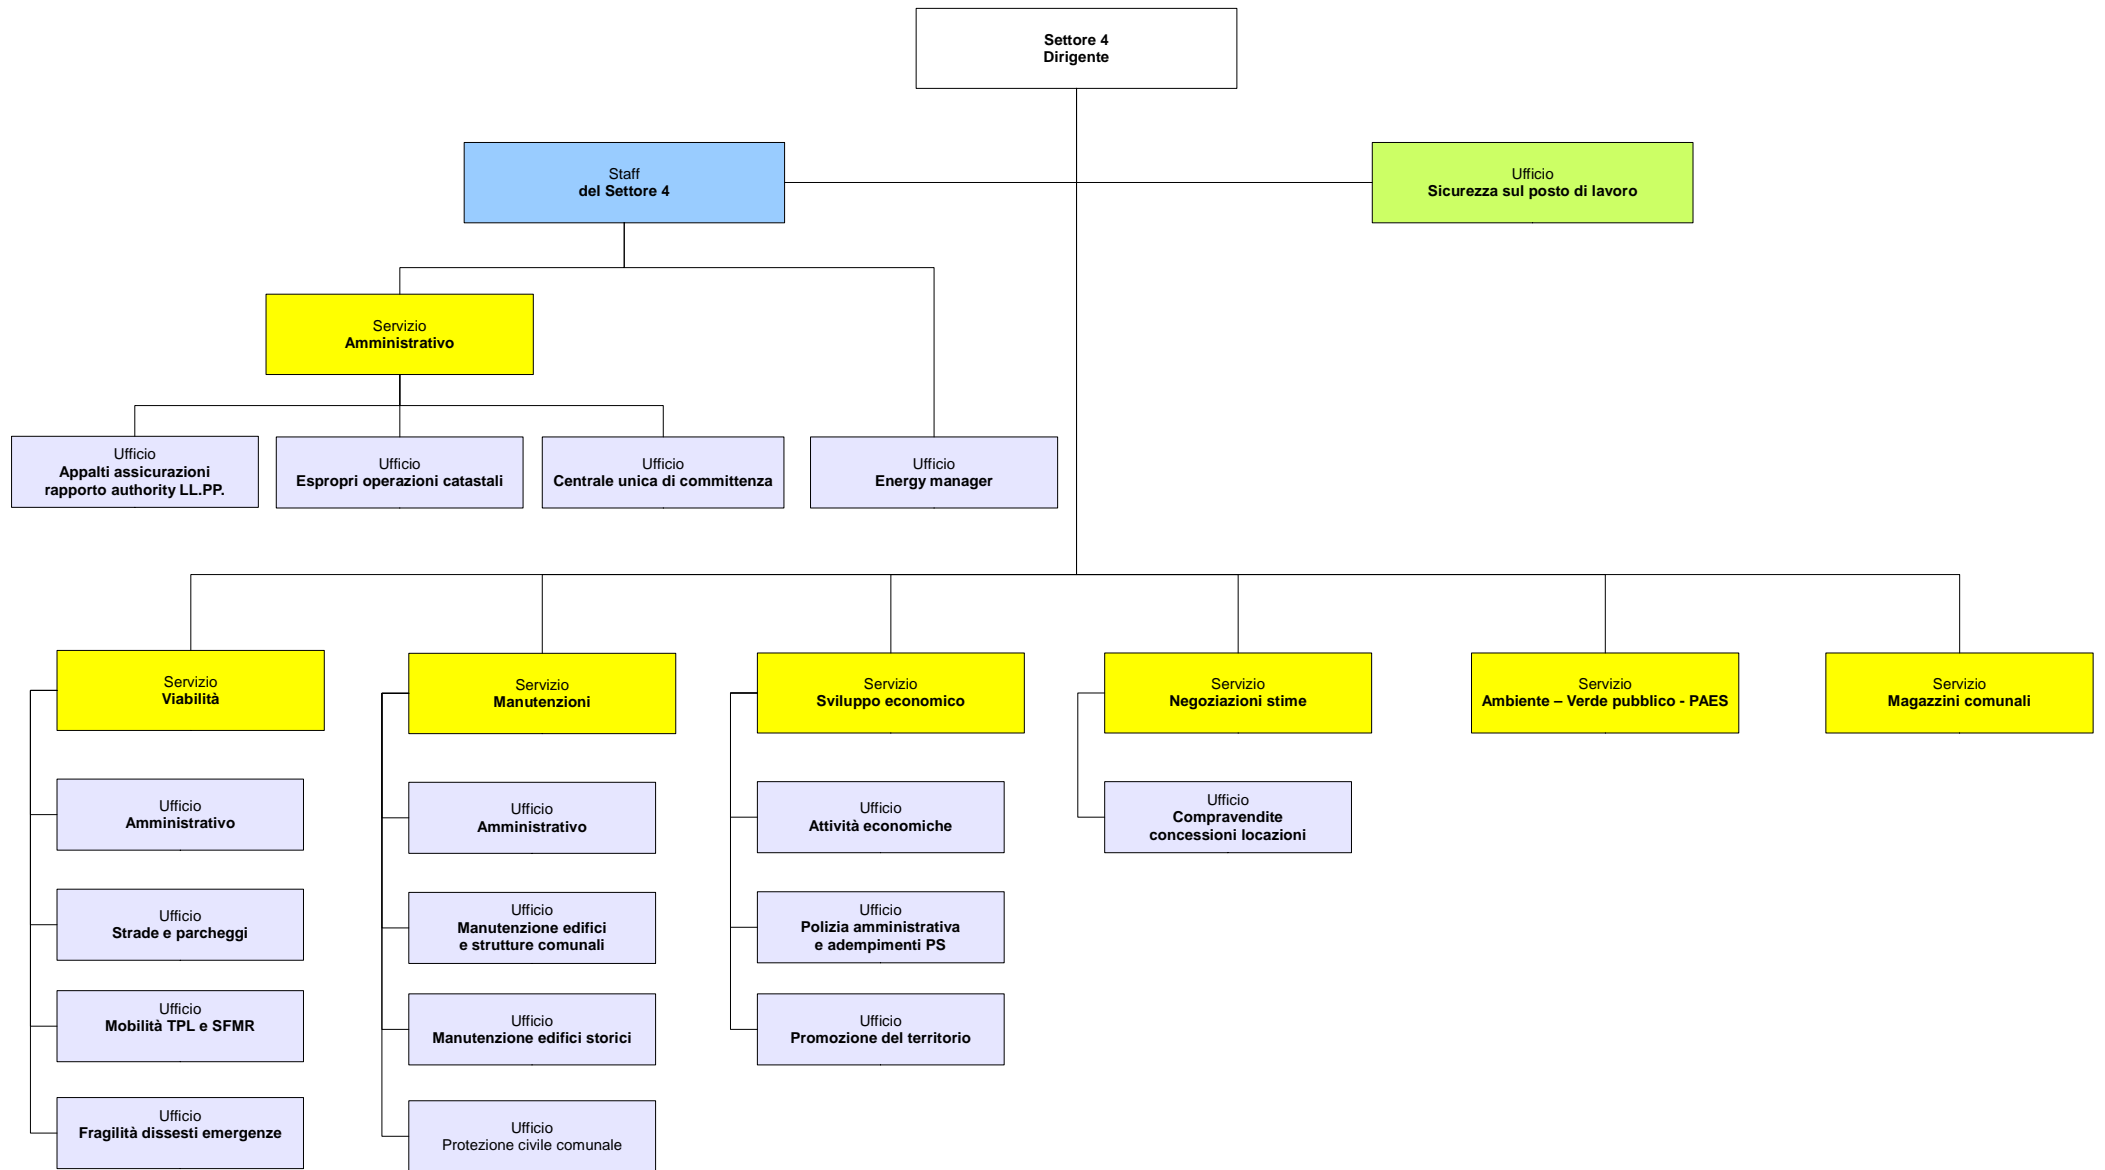 Settore 4
Dirigente
Staff
del Settore 4
Ufficio
Sicurezza sul posto di lavoro
Servizio
Amministrativo
Ufficio
Appalti assicurazioni
rapporto authority LL.PP.
Ufficio
Espropri operazioni catastali
Ufficio
Centrale unica di committenza
Ufficio
Energy manager
Servizio
Viabilità
Servizio
Manutenzioni
Servizio
Sviluppo economico
Servizio
Negoziazioni stime
Servizio
Ambiente – Verde pubblico - PAES
Servizio
Magazzini comunali
Ufficio
Amministrativo
Ufficio
Amministrativo
Ufficio
Attività economiche
Ufficio
Compravendite
concessioni locazioni
Ufficio
Strade e parcheggi
Ufficio
Manutenzione edifici
e strutture comunali
Ufficio
Polizia amministrativa
e adempimenti PS
Ufficio
Mobilità TPL e SFMR
Ufficio
Manutenzione edifici storici
Ufficio
Promozione del territorio
Ufficio
Fragilità dissesti emergenze
Ufficio
Protezione civile comunale